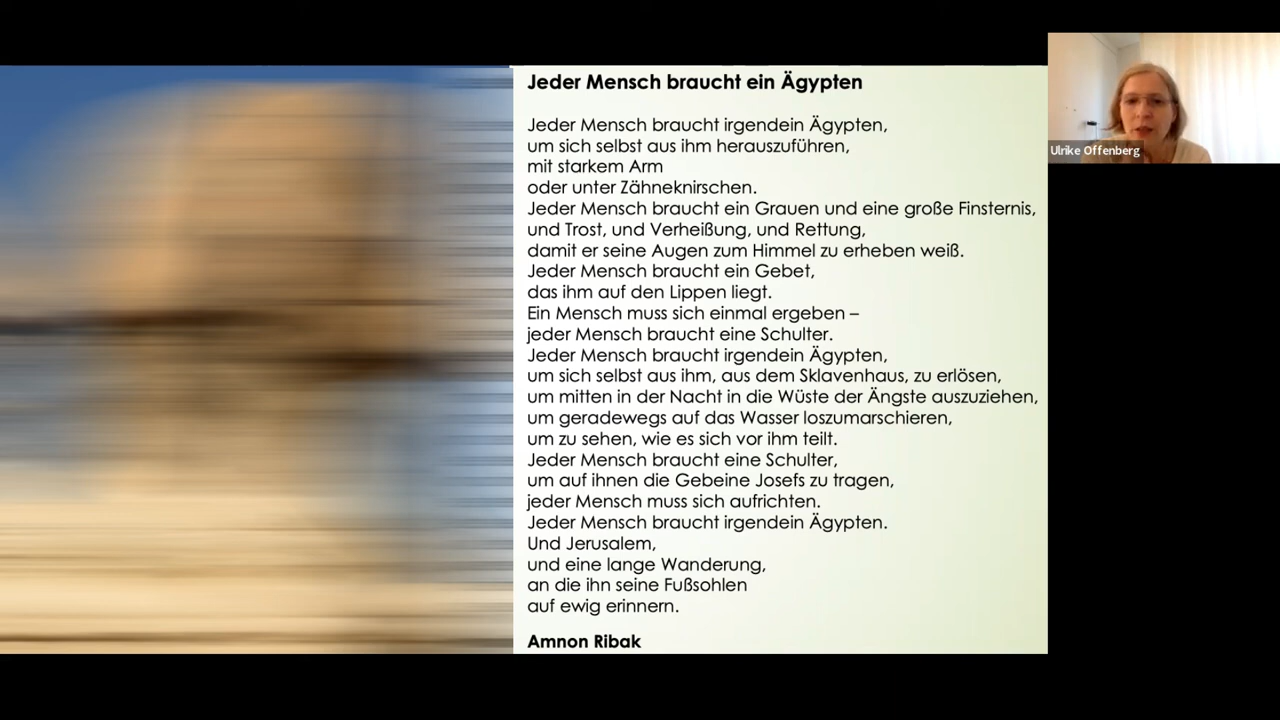 Jeder Mensch braucht ein Ägypten
Jeder Mensch braucht irgendein Ägypten,
um sich selbst aus ihm herauszuführen,
mit starkem Arm
oder unter Zähneknirschen.
Jeder Mensch braucht ein Grauen und eine große Finsternis,
und Trost, und Verheißung, und Rettung,
damit er seine Augen zum Himmel zu erheben weiß.
Jeder Mensch braucht ein Gebet,
das ihm auf den Lippen liegt.
Ein Mensch muss sich einmal ergeben –
jeder Mensch braucht eine Schulter.
Jeder Mensch braucht irgendein Ägypten,
um sich selbst aus ihm, aus dem Sklavenhaus, zu erlösen,
um mitten in der Nacht in die Wüste der Ängste auszuziehen,
um geradewegs auf das Wasser loszumarschieren,
um zu sehen, wie es sich vor ihm teilt.
Jeder Mensch braucht eine Schulter,
um auf ihnen die Gebeine Josefs zu tragen,
jeder Mensch muss sich aufrichten.
Jeder Mensch braucht irgendein Ägypten.
Und Jerusalem,
und eine lange Wanderung,
an die ihn seine Fußsohlen
auf ewig erinnern.
Amnon Ribak
Ulrike Offenberg